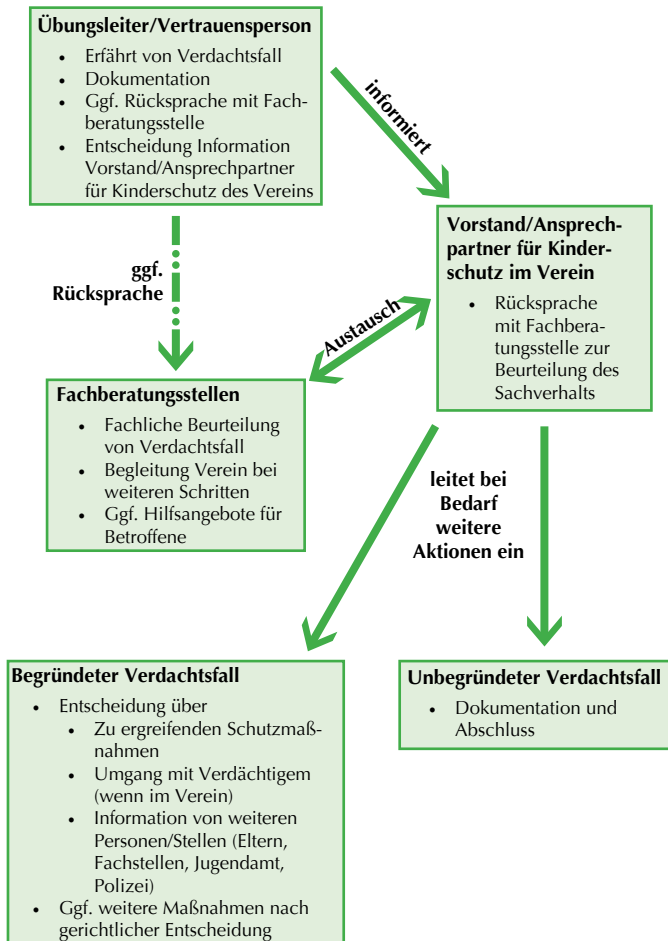 Übungsleiter/Vertrauensperson
• Erfährt von Verdachtsfall
• Dokumentation
• Ggf. Rücksprache mit Fach-
beratungsstelle
• Entscheidung Information
Vorstand/Ansprechpartner
für Kinderschutz des Vereins
informiert
ggf.
Rücksprache
Vorstand/Ansprech-
partner für Kinder-
schutz im Verein
• Rücksprache
mit Fachbera-
tungsstelle zur
Beurteilung des
Sachverhalts
Austausch
Fachberatungsstellen
• Fachliche Beurteilung
von Verdachtsfall
• Begleitung Verein bei
weiteren Schritten
• Ggf. Hilfsangebote für
Betroffene
leitet bei
Bedarf
weitere
Aktionen ein
Begründeter Verdachtsfall
• Entscheidung über
• Zu ergreifenden Schutzmaß-
nahmen
• Umgang mit Verdächtigem
(wenn im Verein)
• Information von weiteren
Personen/Stellen (Eltern,
Fachstellen, Jugendamt,
Polizei)
• Ggf. weitere Maßnahmen nach
gerichtlicher Entscheidung
Unbegründeter Verdachtsfall
• Dokumentation und
Abschluss